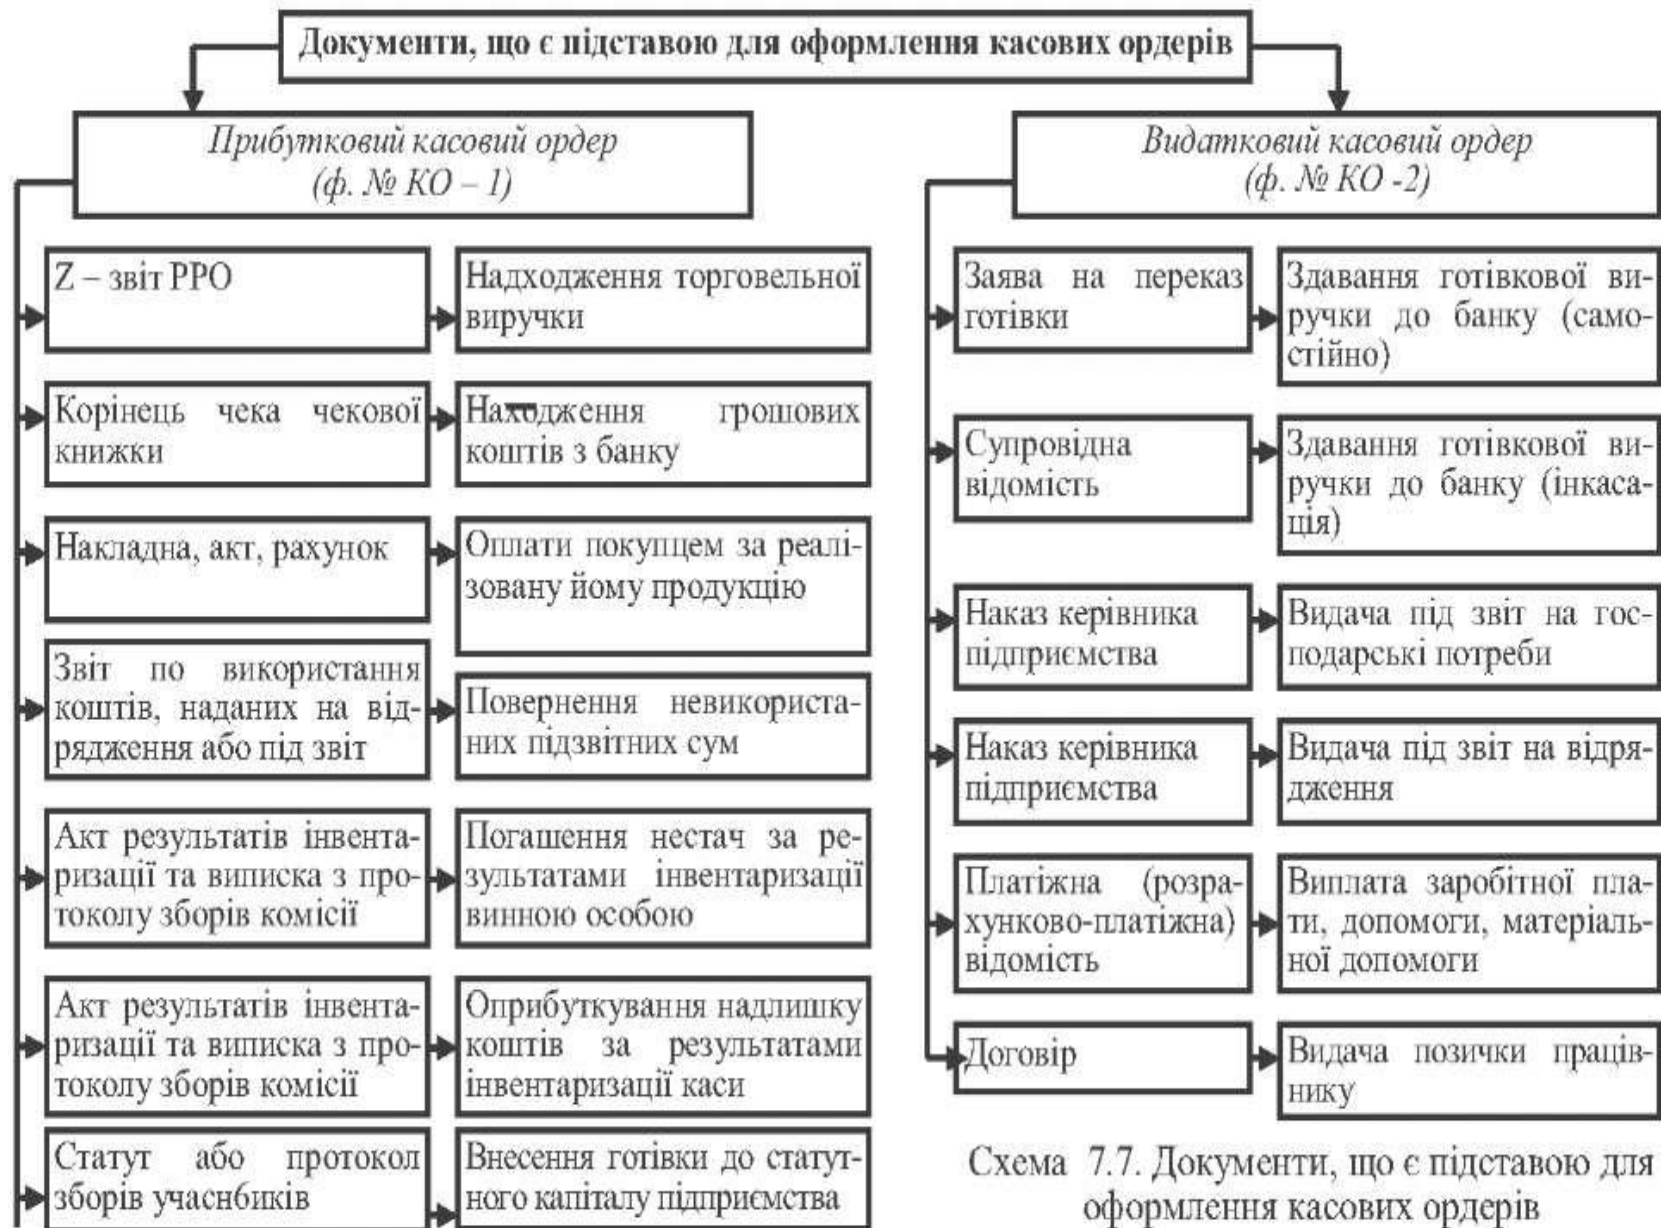 Документи, що є підставою для оформлення касових ордерів
Прибутковий касовий ордер
(ф. № КО – 1)
Z – звіт РРО
Надходження торговельної
виручки
Корінець чека чекової
книжки
Находження грошових
коштів з банку
Накладна, акт, рахунок
Оплати покупцем за реалі-
зовану йому продукцію
Звіт по використання
коштів, наданих на від-
рядження або під звіт
Повернення невикориста-
них підзвітних сум
Акт результатів інвента-
ризації та виписка з про-
токолу зборів комісії
Погашення нестач за ре-
зультатами інвентаризації
винною особою
Акт результатів інвента-
ризації та виписка з про-
токолу зборів комісії
Оприбуткування надлишку
коштів за результатами
інвентаризації каси
Статут або протокол
зборів учасн6иків
Внесення готівки до статут-
ного капіталу підприємства
Видатковий касовий ордер
(ф. № КО -2)
Заява на переказ
готівки
Здавання готівкової ви-
ручки до банку (само-
стійно)
Супровідна
відомість
Здавання готівкової ви-
ручки до банку (інкаса-
ція)
Наказ керівника
підприємства
Видача під звіт на гос-
подарські потреби
Наказ керівника
підприємства
Видача під звіт на відря-
дження
Платіжна (розра-
хунково-платіжна)
відомість
Виплата заробітної пла-
ти, допомоги, матеріаль-
ної допомоги
Договір
Видача позички праців-
нику
Схема 7.7. Документи, що є підставою для
оформлення касових ордерів